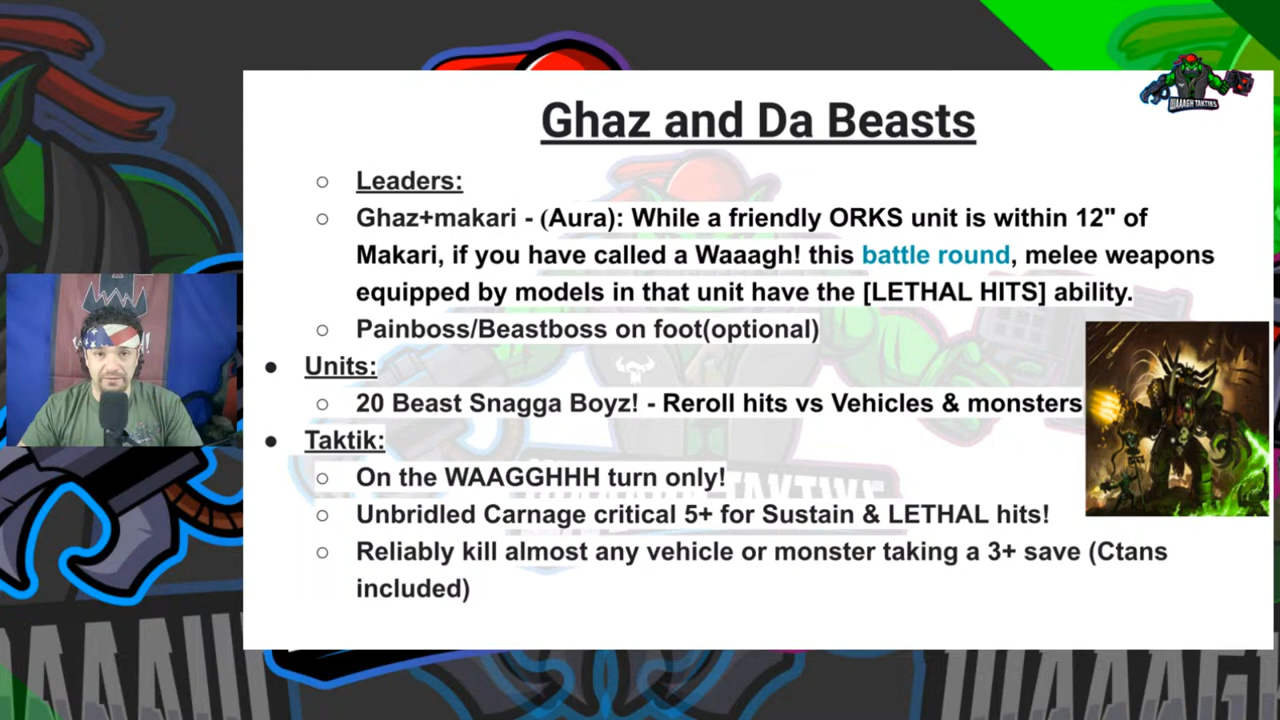 WAAAGH TAKTIKS
Ghaz and Da Beasts
○ Leaders:
○ Ghaz+makari - (Aura): While a friendly ORKS unit is within 12" of
Makari, if you have called a Waaagh! this battle round, melee weapons
equipped by models in that unit have the [LETHAL HITS] ability.
○ Painboss/Beastboss on foot(optional)
● Units:
○ 20 Beast Snagga Boyz! - Reroll hits vs Vehicles & monsters
● Taktik:
○ On the WAAGGHHH turn only!
○ Unbridled Carnage critical 5+ for Sustain & LETHAL hits!
○ Reliably kill almost any vehicle or monster taking a 3+ save (Ctans
included)